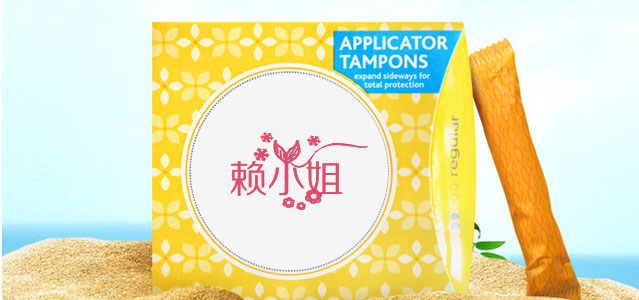 APPLICATOR
TAMPONS
expand sideways for
total protection
赖小姐
regular